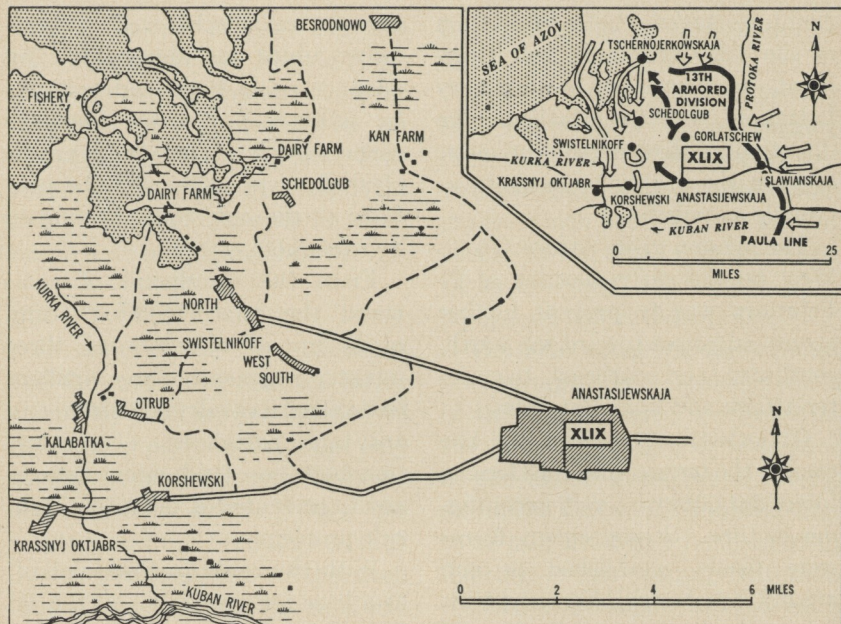 BESRODNOWO
FISHERY
KAN FARM
DAIRY FARM
SCHEDOLGUB
DAIRY FARM
KURKA RIVER
NORTH
SWISTELNIKOFF
WEST
SOUTH
ANASTASIJEWSKAJA
XLIX
OTRUB
KALABATKA
KORSHEWSKI
KRASSNYJ OKTJABR
KUBAN RIVER
N
0 2 4 6 MILES
SEA OF AZOV
TSCHERNOJERKOWSKAJA
N
13TH
ARMORED
DIVISION
PROTOKA RIVER
SCHEDOLGUB
GORLATSCHEW
SWISTELNIKOFF
XLIX
KURKA RIVER
SLAWIANSKAJA
KRASSNYJ OKTJABR
KORSHEWSKI
ANASTASIJEWSKAJA
KUBAN RIVER
PAULA LINE
0 25
MILES